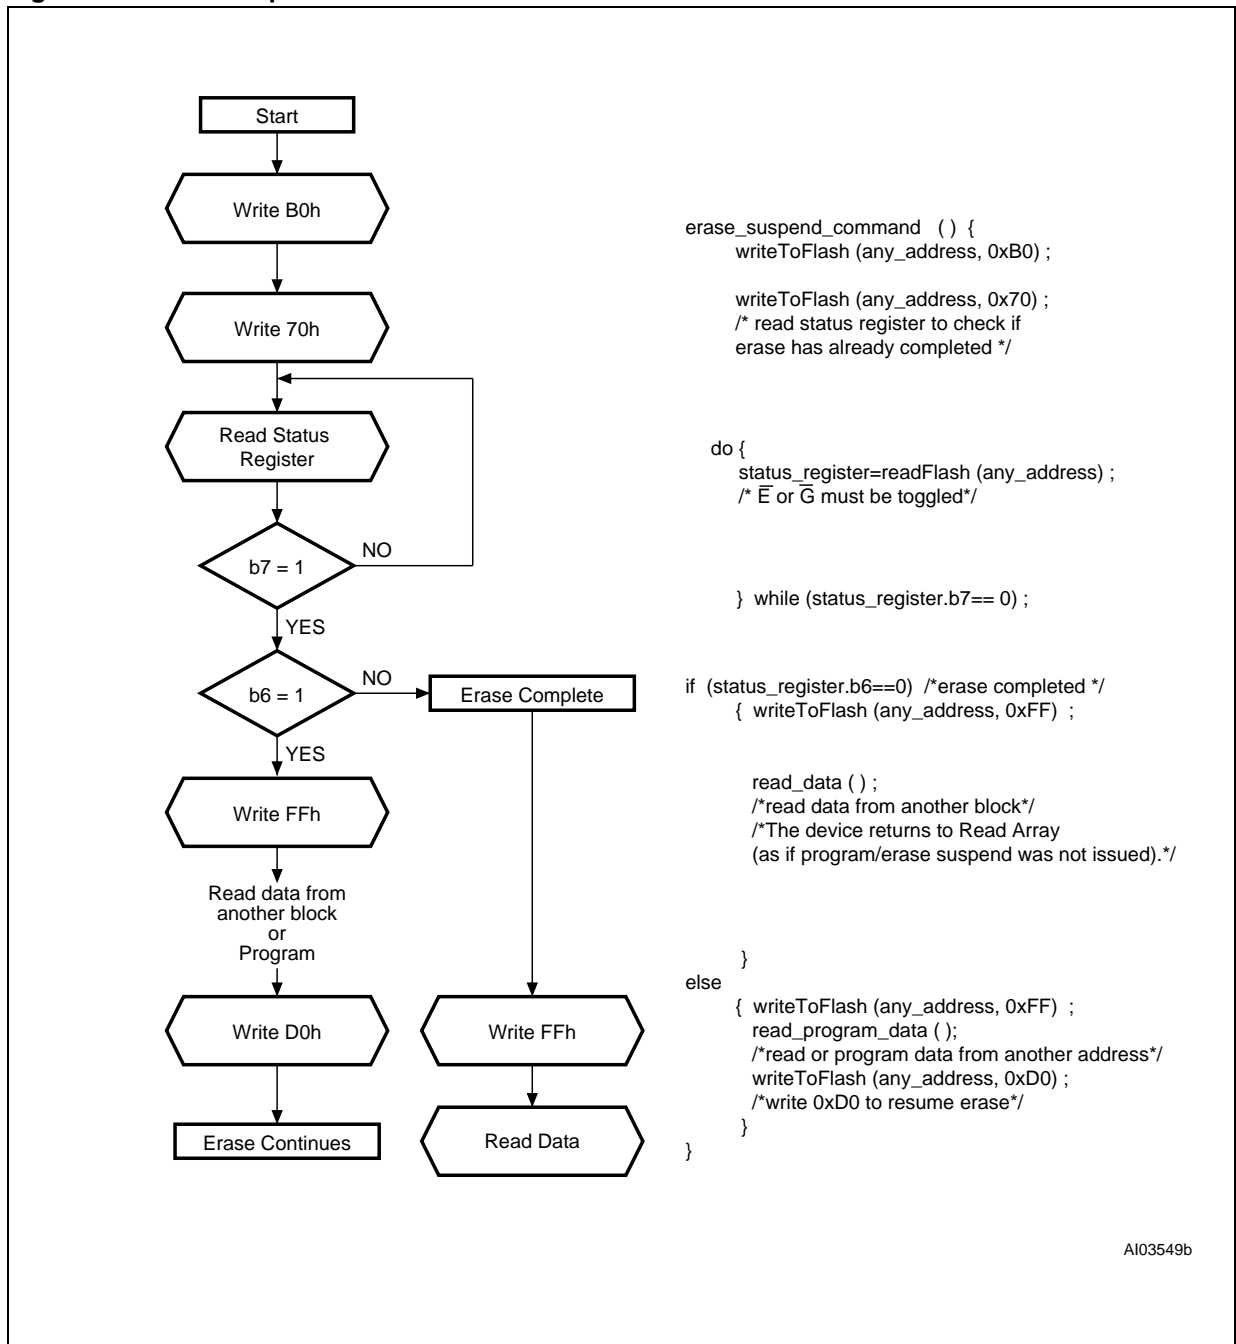 Start
Write B0h
Write 70h
Read Status
Register
NO
b7 = 1
YES
NO
b6 = 1
Erase Complete
YES
Write FFh
Read data from
another block
or
Program
Write D0h
Write FFh
Erase Continues
Read Data
erase_suspend_command ( ) {
writeToFlash (any_address, 0xB0) ;
writeToFlash (any_address, 0x70) ;
/* read status register to check if
erase has already completed */
do {
status_register=readFlash (any_address) ;
/* E̅ or G̅ must be toggled*/
} while (status_register.b7== 0) ;
if (status_register.b6==0) /*erase completed */
{ writeToFlash (any_address, 0xFF) ;
read_data ( ) ;
/*read data from another block*/
/*The device returns to Read Array
(as if program/erase suspend was not issued).*/
}
else
{ writeToFlash (any_address, 0xFF) ;
read_program_data ( );
/*read or program data from another address*/
writeToFlash (any_address, 0xD0) ;
/*write 0xD0 to resume erase*/
}
}
AI03549b